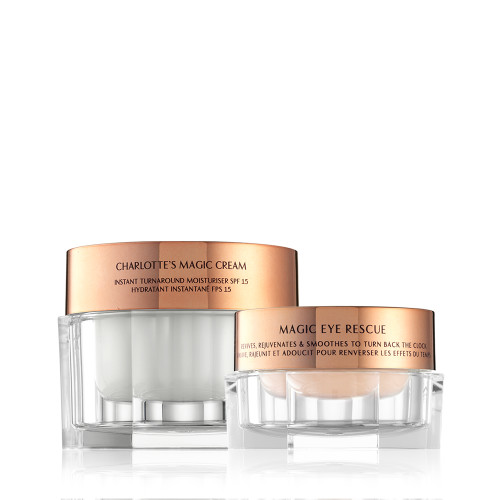 CHARLOTTE'S MAGIC CREAM
INSTANT TURNAROUND MOISTURISER SPF 15
HYDRATANT INSTANTANÉ FPS 15
MAGIC EYE RESCUE
REJUVENATES & SMOOTHES TO TURN BACK THE CLOCK
RAJEUNIT ET ADOUCIT POUR RENVERSER LES EFFETS DU